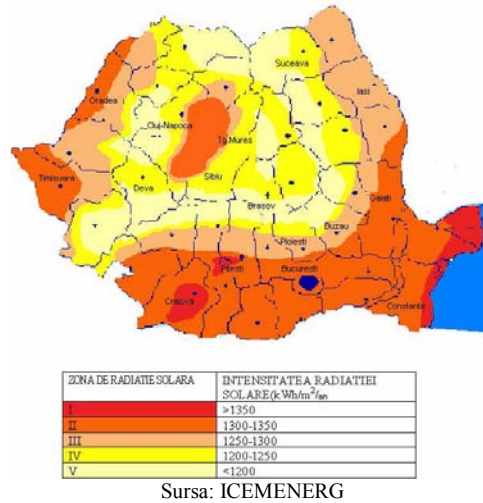 Suceava
Iasi
Oradea
Cluj-Napoca
Tg.Mures
Timisoara
Deva
Sibiu
Brasov
Galati
Buzau
Ploiesti
Pitesti
Bucuresti
Craiova
Constanta
ZONA DE RADIATIE SOLARA
INTENSITATEA RADIATIEI
SOLARE(kWh/m²/an
I
>1350
II
1300-1350
III
1250-1300
IV
1200-1250
V
<1200
Sursa: ICEMENERG